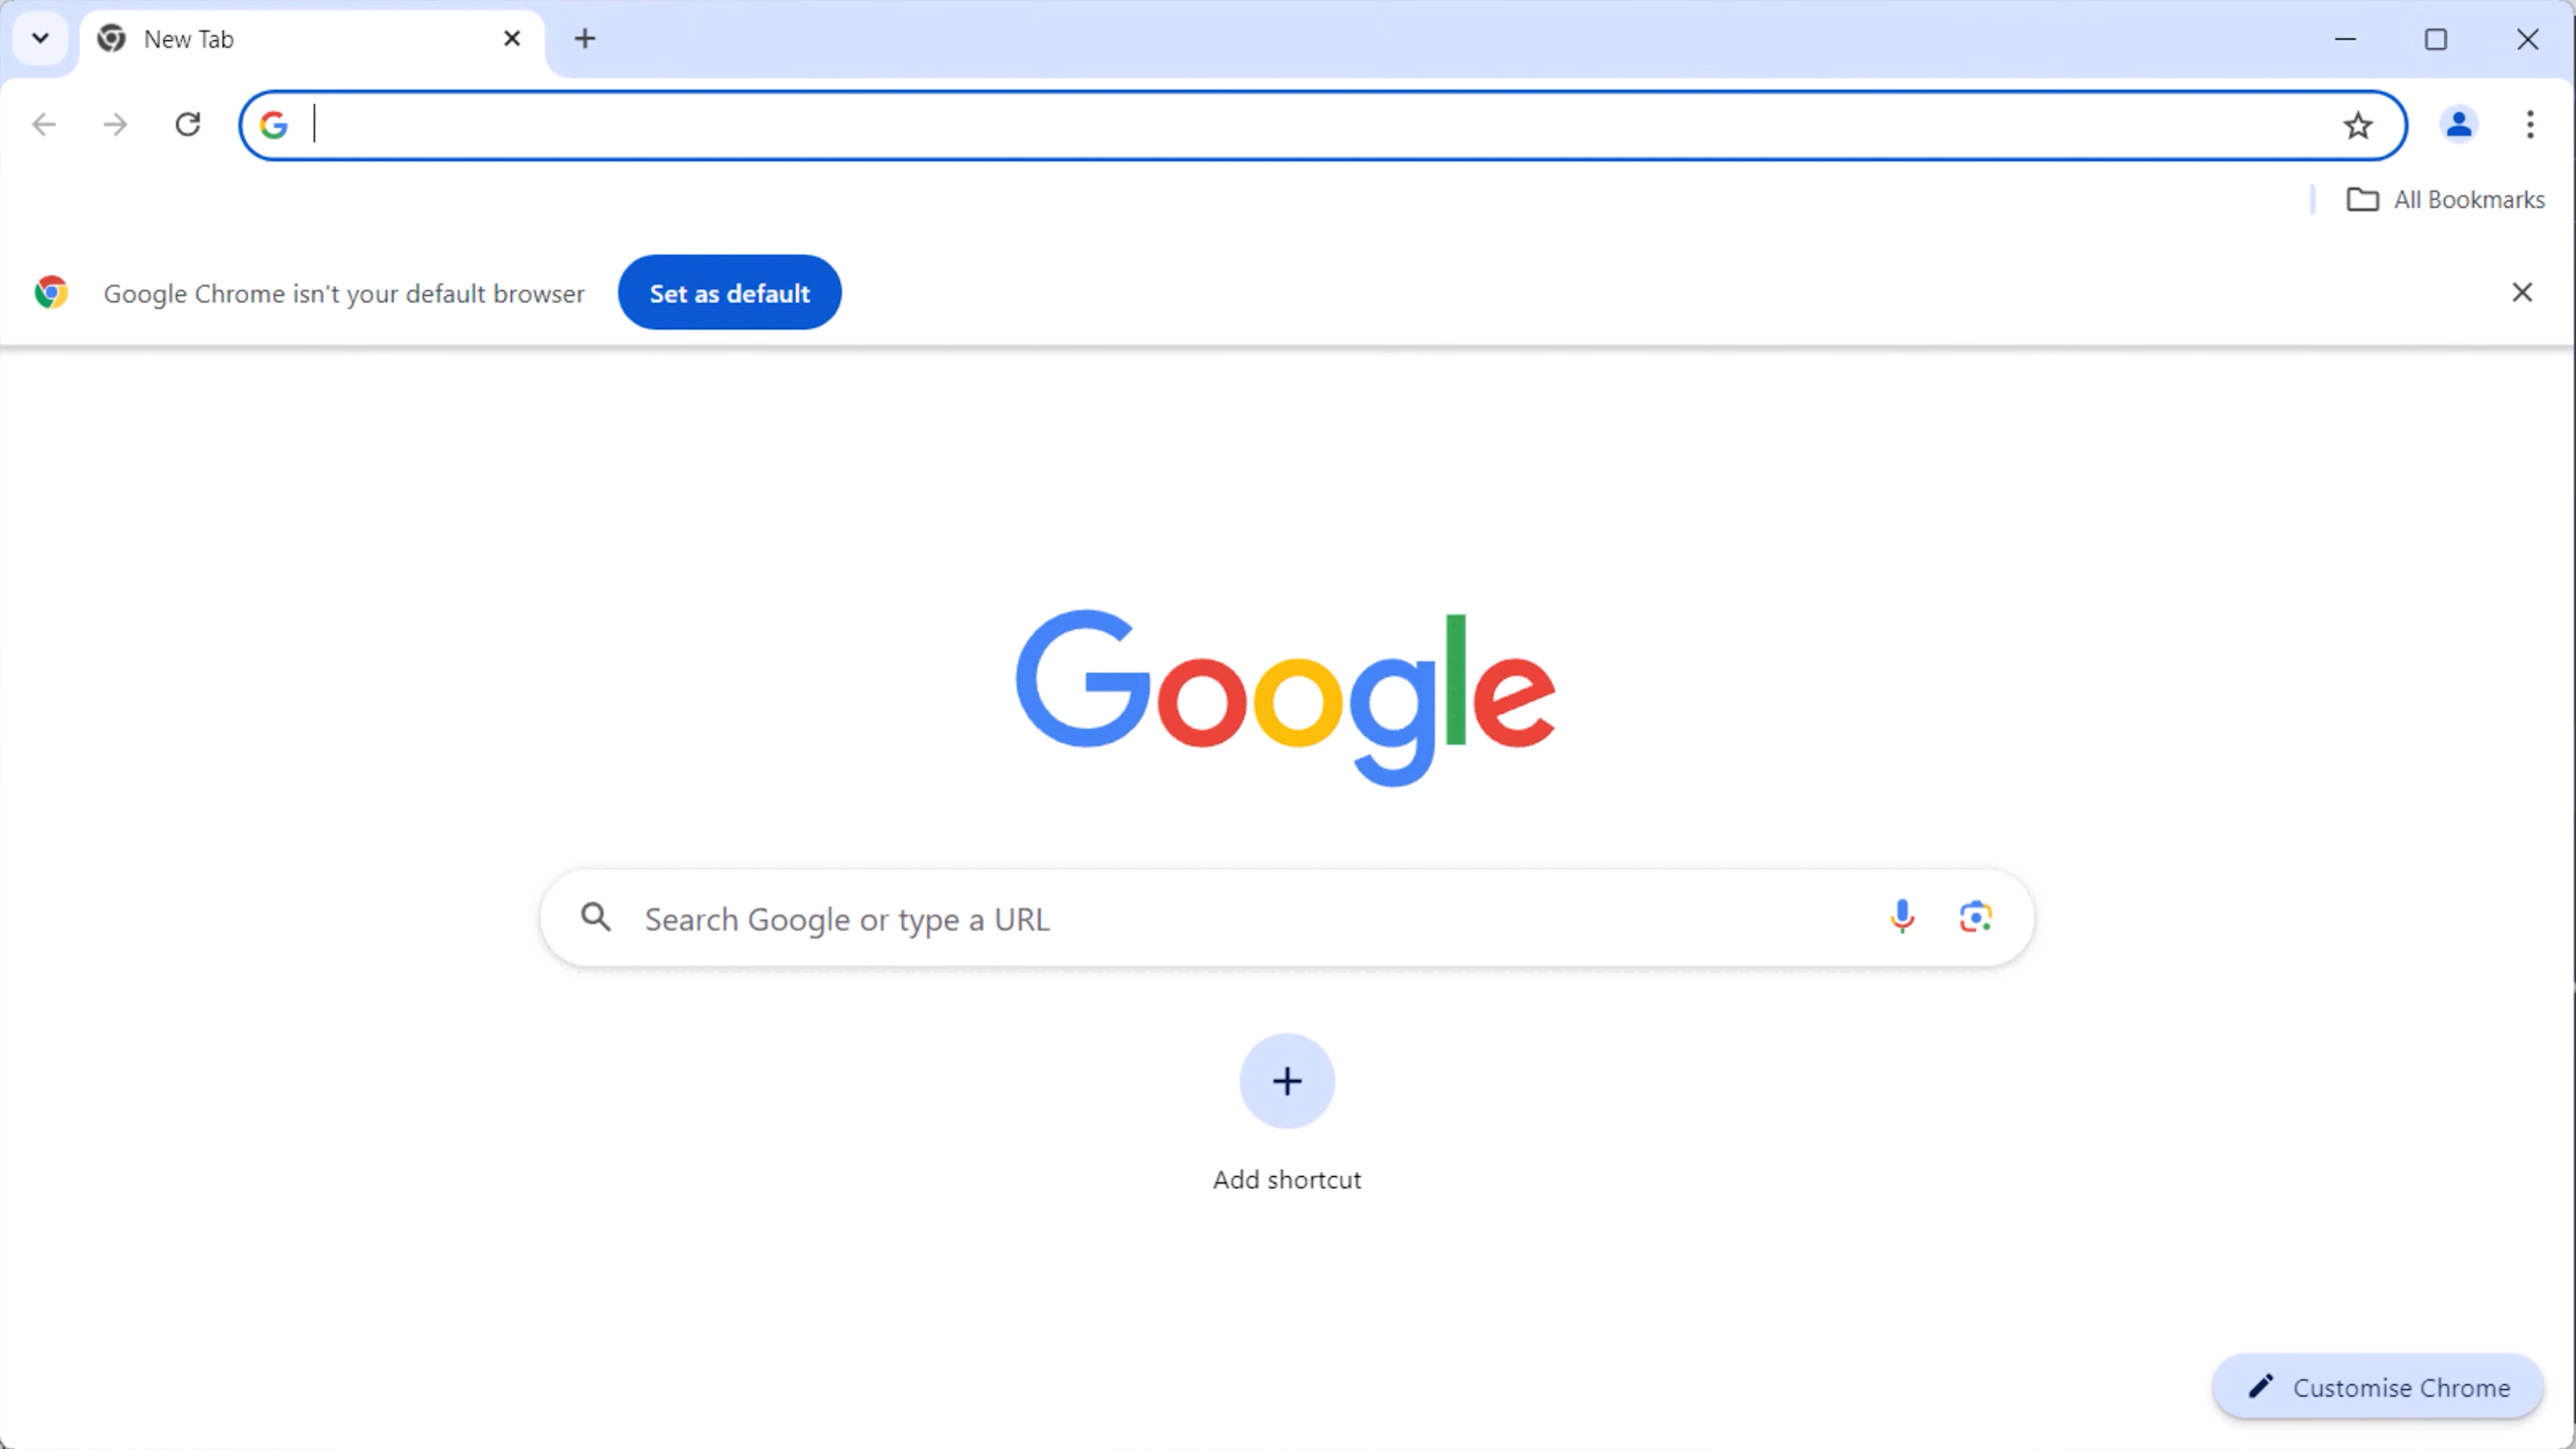 New Tab
All Bookmarks
Google Chrome isn't your default browser
Set as default
Google
Search Google or type a URL
Add shortcut
Customise Chrome